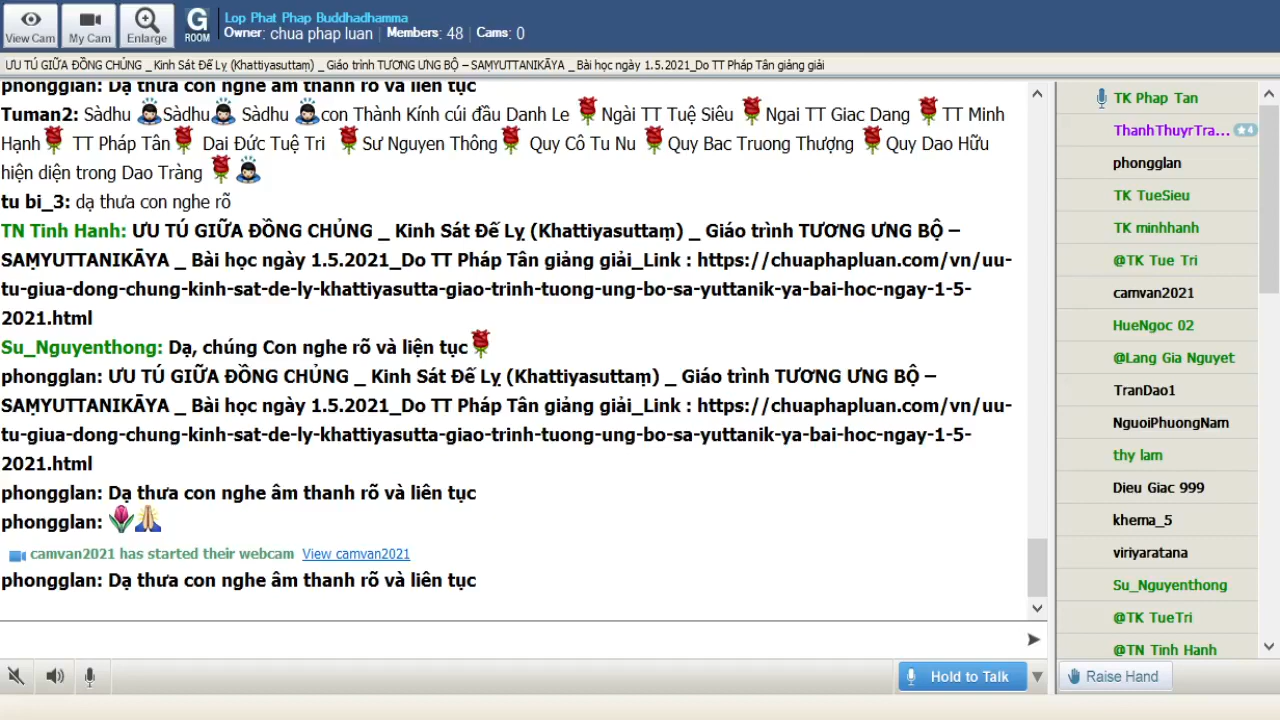 View Cam
My Cam
Enlarge
G
ROOM
Lop Phat Phap Buddhadhamma
Owner: chua phap luan | Members: 48 | Cams: 0
ƯU TÚ GIỮA ĐỒNG CHỦNG _Kinh Sát Đế Lỵ (Khattiyasuttaṃ) _ Giáo trình TƯƠNG ƯNG BỘ – SAṂYUTTANIKĀYA _Bài học ngày 1.5.2021_Do TT Pháp Tân giảng giải
phongglan: Dạ thưa con nghe âm thanh rõ và liên tục
Tuman2: Sàdhu Sàdhu Sàdhu con Thành Kính cúi đầu Danh Le Ngài TT Tuệ Siêu Ngai TT Giac Dang TT Minh
Hạnh TT Pháp Tân Dai Đức Tuệ Tri Sư Nguyen Thông Quy Cô Tu Nu Quy Bac Truong Thượng Quy Dao Hữu
hiện diện trong Dao Tràng
tu bi_3: dạ thưa con nghe rõ
TN Tinh Hanh: ƯU TÚ GIỮA ĐỒNG CHỦNG _ Kinh Sát Đế Lỵ (Khattiyasuttaṃ) _ Giáo trình TƯƠNG ƯNG BỘ –
SAṂYUTTANIKĀYA _ Bài học ngày 1.5.2021_Do TT Pháp Tân giảng giải_Link : https://chuaphapluan.com/vn/uu-
tu-giua-dong-chung-kinh-sat-de-ly-khattiyasutta-giao-trinh-tuong-ung-bo-sa-yuttanik-ya-bai-hoc-ngay-1-5-
2021.html
Su_Nguyenthong: Dạ, chúng Con nghe rõ và liện tục
phongglan: ƯU TÚ GIỮA ĐỒNG CHỦNG _ Kinh Sát Đế Lỵ (Khattiyasuttaṃ) _ Giáo trình TƯƠNG ƯNG BỘ –
SAṂYUTTANIKĀYA _ Bài học ngày 1.5.2021_Do TT Pháp Tân giảng giải_Link : https://chuaphapluan.com/vn/uu-
tu-giua-dong-chung-kinh-sat-de-ly-khattiyasutta-giao-trinh-tuong-ung-bo-sa-yuttanik-ya-bai-hoc-ngay-1-5-
2021.html
phongglan: Dạ thưa con nghe âm thanh rõ và liên tục
phongglan:
camvan2021 has started their webcam View camvan2021
phongglan: Dạ thưa con nghe âm thanh rõ và liên tục
Hold to Talk
TK Phap Tan
ThanhThuyrTra... 4
phongglan
TK TueSieu
TK minhhanh
@TK Tue Tri
camvan2021
HueNgoc 02
@Lang Gia Nguyet
TranDao1
NguoiPhuongNam
thy lam
Dieu Giac 999
khema_5
viriyaratana
Su_Nguyenthong
@TK TueTri
@TN Tinh Hanh
Raise Hand